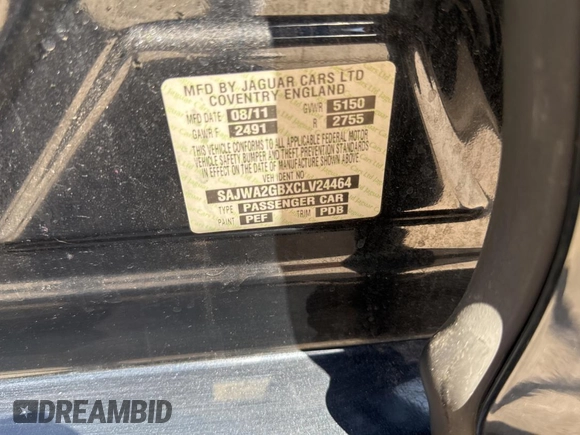 MFD BY JAGUAR CARS LTD
COVENTRY ENGLAND
MFD DATE 08/11 GVWR 5150
GAWR F 2491 R 2755
THIS VEHICLE CONFORMS TO ALL APPLICABLE FEDERAL MOTOR
VEHICLE SAFETY BUMPER AND THEFT PREVENTION STANDARDS
IN EFFECT ON THE DATE OF MANUFACTURE SHOWN ABOVE
VEH IDENT NO
SAJWA2GBXCLV24464
TYPE PASSENGER CAR
PAINT PEF TRIM PDB
DREAMBID